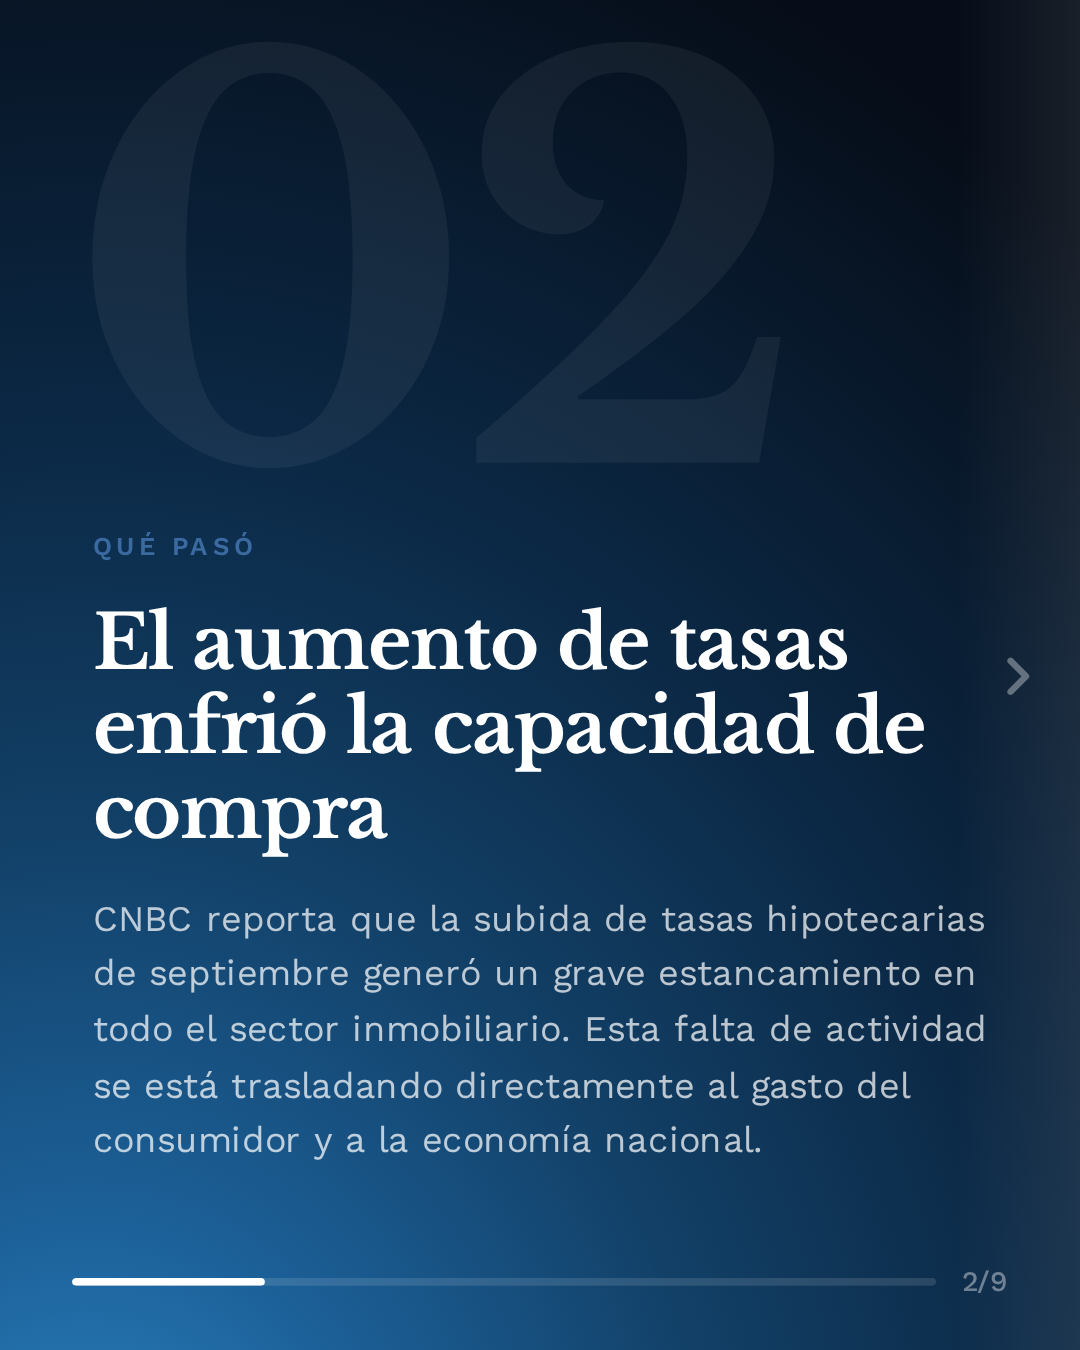 02
QUÉ PASÓ
El aumento de tasas
enfrió la capacidad de
compra
CNBC reporta que la subida de tasas hipotecarias
de septiembre generó un grave estancamiento en
todo el sector inmobiliario. Esta falta de actividad
se está trasladando directamente al gasto del
consumidor y a la economía nacional.
2/9